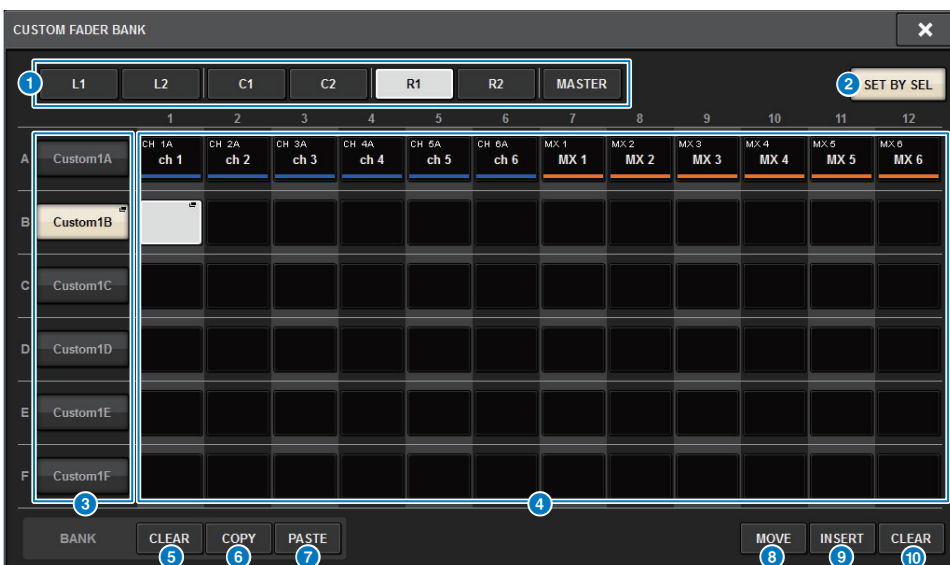 CUSTOM FADER BANK
1 L1 L2 C1 C2 R1 R2 MASTER 2 SET BY SEL
1 2 3 4 5 6 7 8 9 10 11 12
CH 1A CH 2A CH 3A CH 4A CH 5A CH 6A MX 1 MX 2 MX 3 MX 4 MX 5 MX 6
A Custom1A ch 1 ch 2 ch 3 ch 4 ch 5 ch 6 MX 1 MX 2 MX 3 MX 4 MX 5 MX 6
B Custom1B
C Custom1C
D Custom1D
E Custom1E
F Custom1F
3 4
BANK CLEAR COPY PASTE MOVE INSERT CLEAR
5 6 7 8 9 10